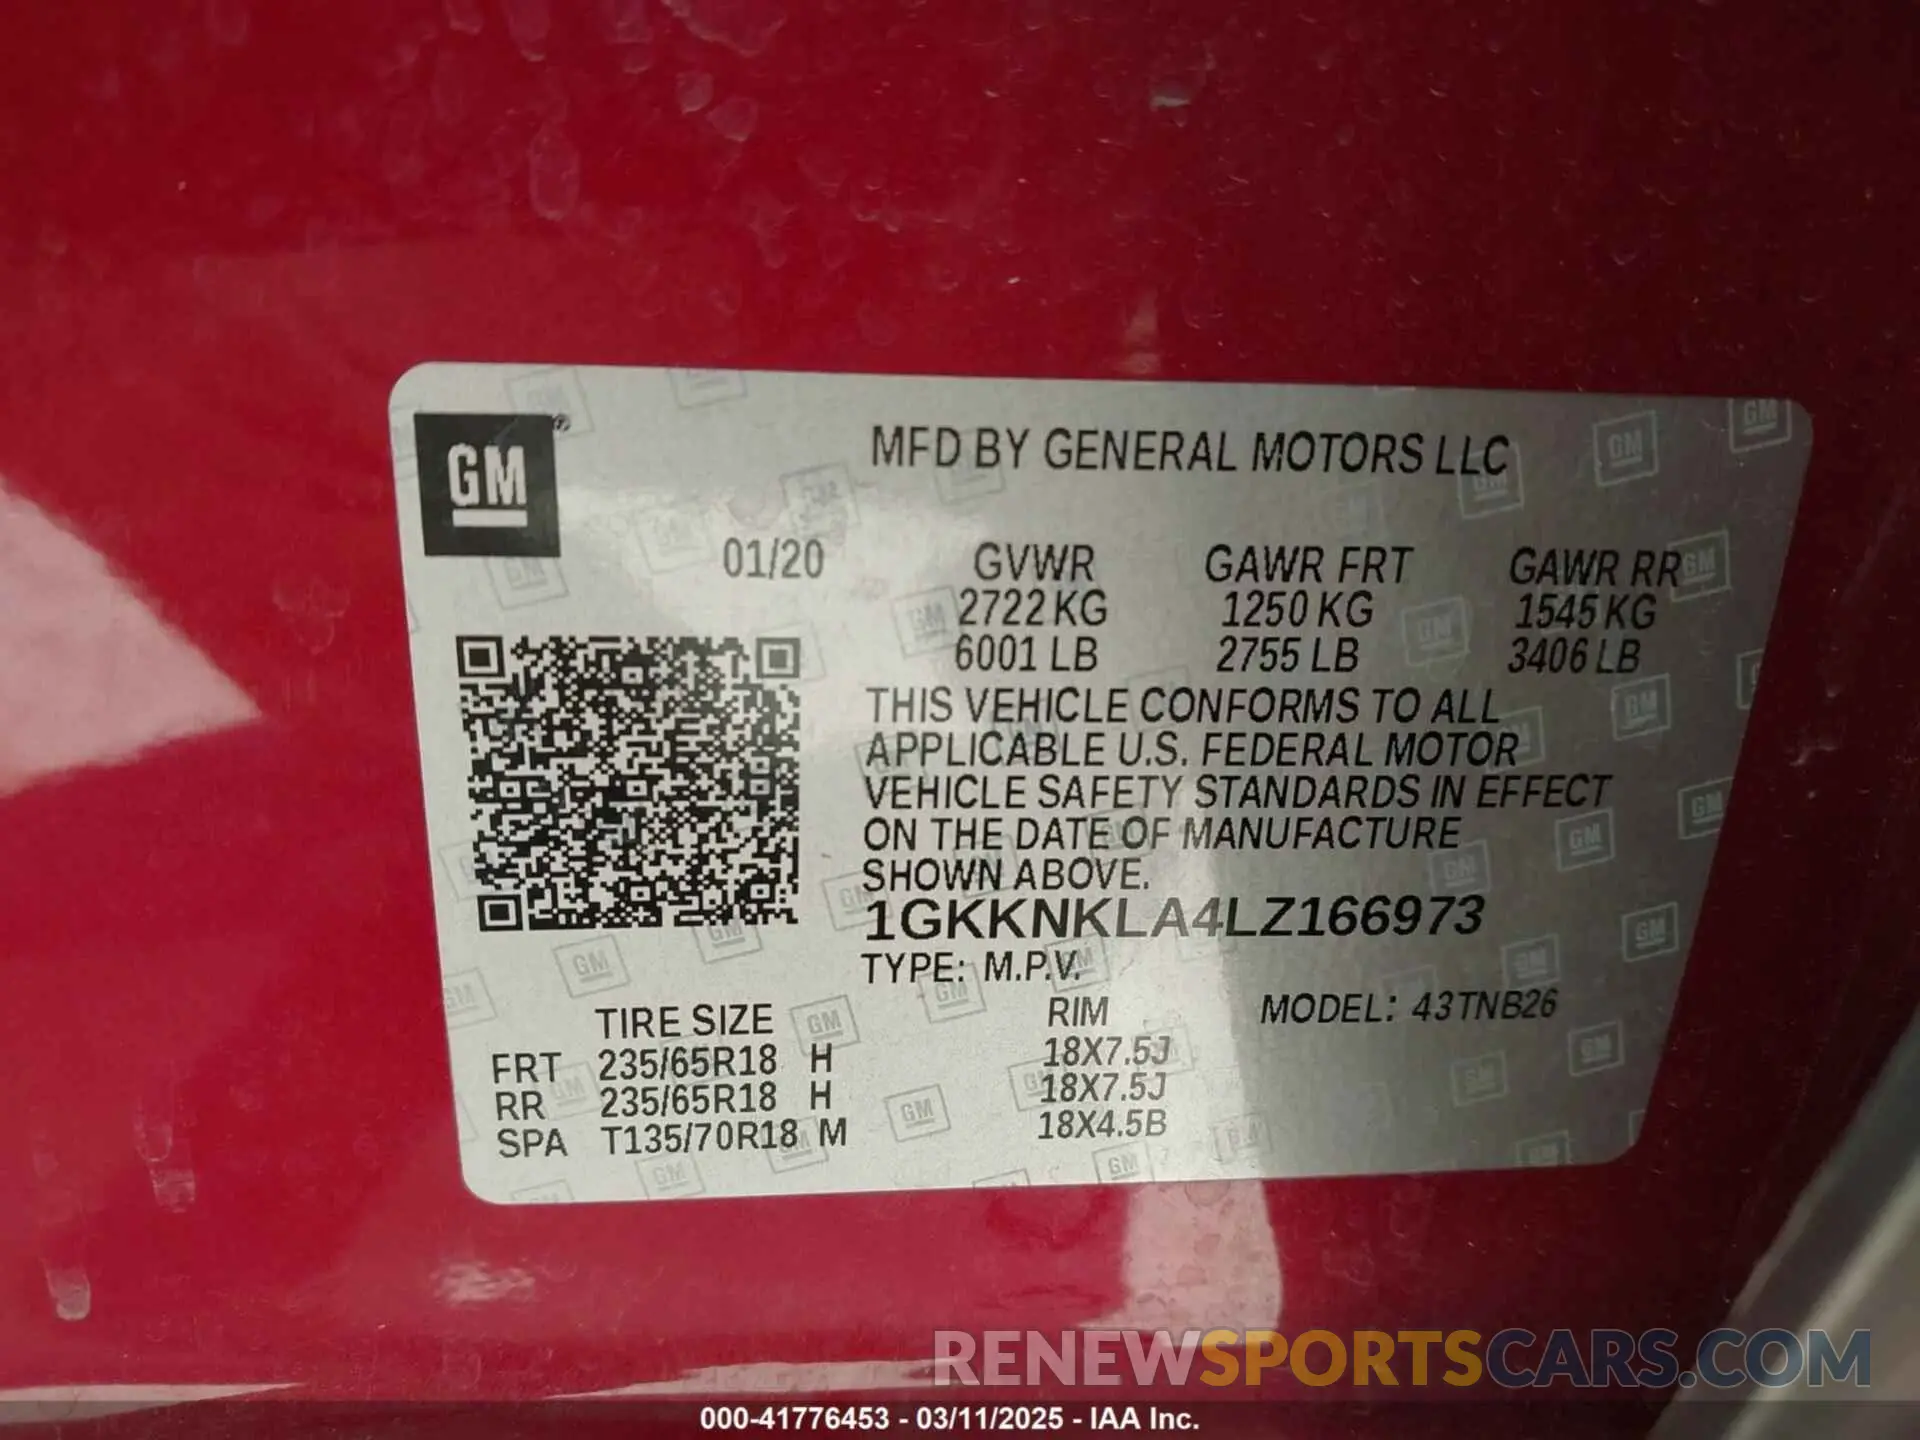 GM
MFD BY GENERAL MOTORS LLC
01/20 GVWR GAWR FRT GAWR RR
2722 KG 1250 KG 1545 KG
6001 LB 2755 LB 3406 LB
THIS VEHICLE CONFORMS TO ALL
APPLICABLE U.S. FEDERAL MOTOR
VEHICLE SAFETY STANDARDS IN EFFECT
ON THE DATE OF MANUFACTURE
SHOWN ABOVE.
1GKKNKLA4LZ166973
TYPE: M.P.V.
TIRE SIZE RIM MODEL: 43TNB26
FRT 235/65R18 H 18X7.5J
RR 235/65R18 H 18X7.5J
SPA T135/70R18 M 18X4.5B
RENEWSPORTSCARS.COM
000-41776453 - 03/11/2025 - IAA Inc.